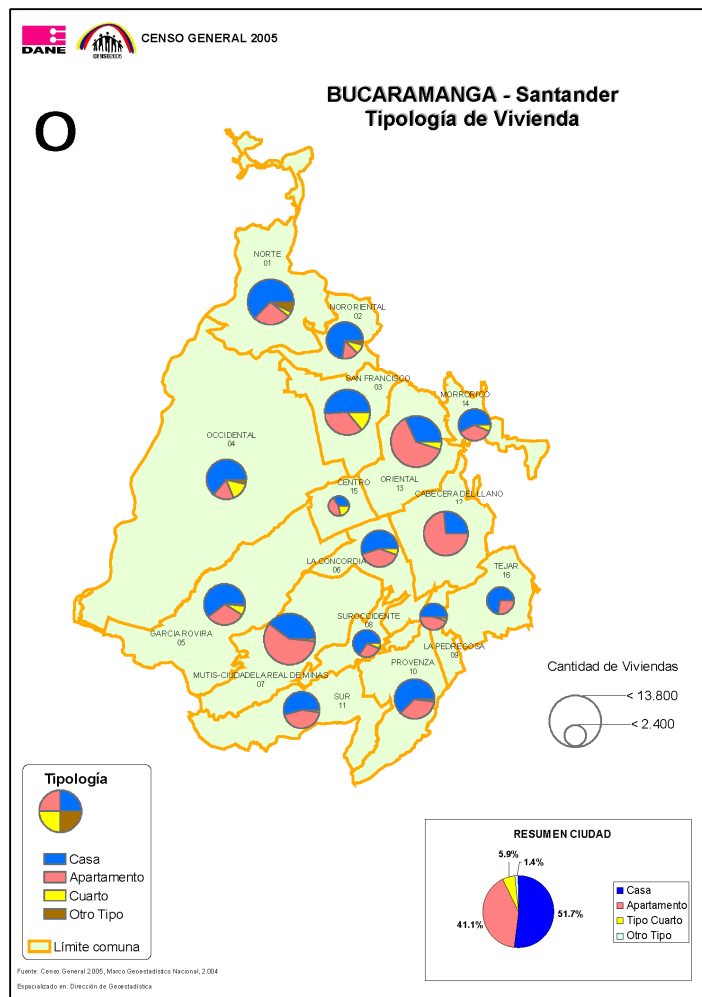 DANE
CENSO2005
CENSO GENERAL 2005
BUCARAMANGA - Santander
Tipología de Vivienda
O
NORTE
01
NORORIENTAL
02
SAN FRANCISCO
03
MORRORICO
14
OCCIDENTAL
04
CENTRO
15
ORIENTAL
13
CABECERA DEL LLANO
12
LA CONCORDIA
06
TEJAR
16
GARCIA ROVIRA
05
SUROCCIDENTE
08
LA PEDREGOSA
09
MUTIS-CIUDADELA REAL DE MINAS
07
PROVENZA
10
SUR
11
Cantidad de Viviendas
< 13.800
< 2.400
Tipología
Casa
Apartamento
Cuarto
Otro Tipo
Límite comuna
RESUMEN CIUDAD
5.9%
1.4%
41.1%
51.7%
Casa
Apartamento
Tipo Cuarto
Otro Tipo
Fuente: Censo General 2.005, Marco Geoestadístico Nacional, 2.004
Espacializado en: Dirección de Geoestadística